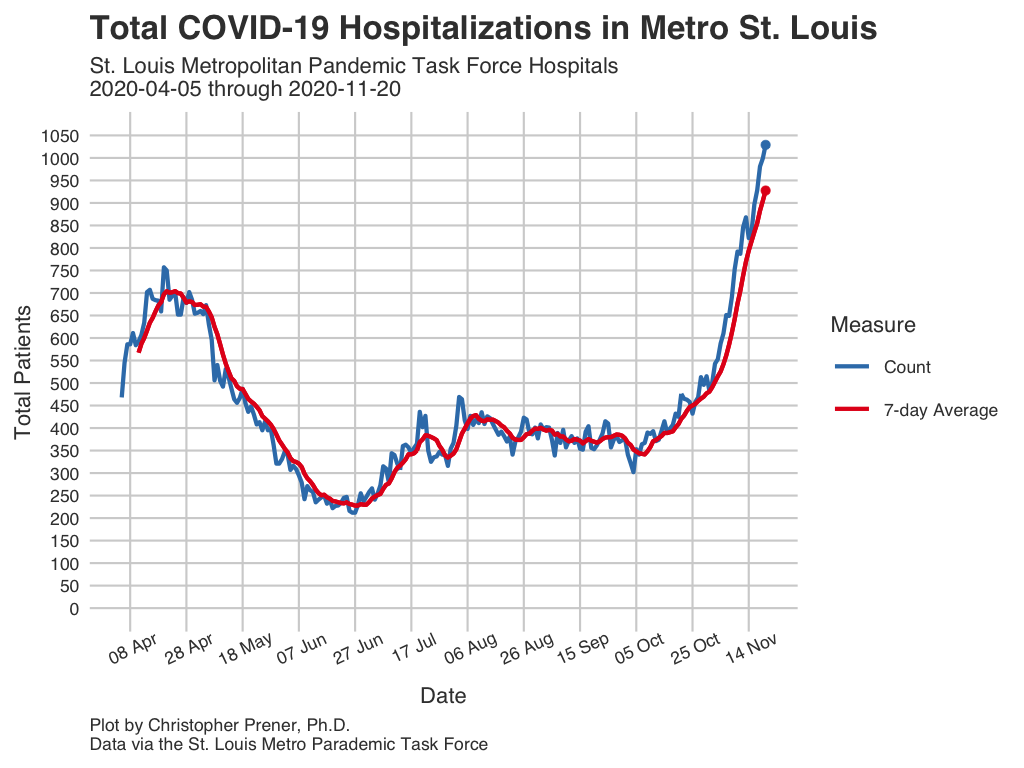 Total COVID-19 Hospitalizations in Metro St. Louis
St. Louis Metropolitan Pandemic Task Force Hospitals
2020-04-05 through 2020-11-20
1050
1000
950
900
850
800
750
700
650
600
550
500
450
400
350
300
250
200
150
100
50
0
Total Patients
08 Apr
28 Apr
18 May
07 Jun
27 Jun
17 Jul
06 Aug
26 Aug
15 Sep
05 Oct
25 Oct
14 Nov
Date
Measure
Count
7-day Average
Plot by Christopher Prener, Ph.D.
Data via the St. Louis Metro Parademic Task Force